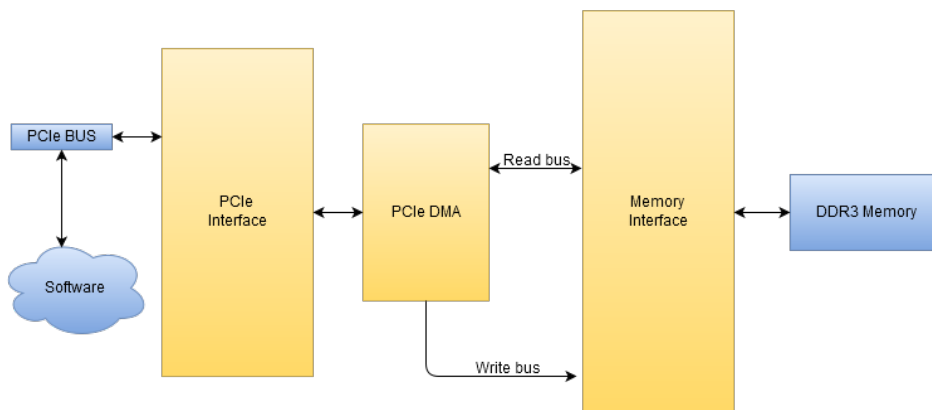 PCIe BUS
Software
PCIe
Interface
PCIe DMA
Read bus
Write bus
Memory
Interface
DDR3 Memory